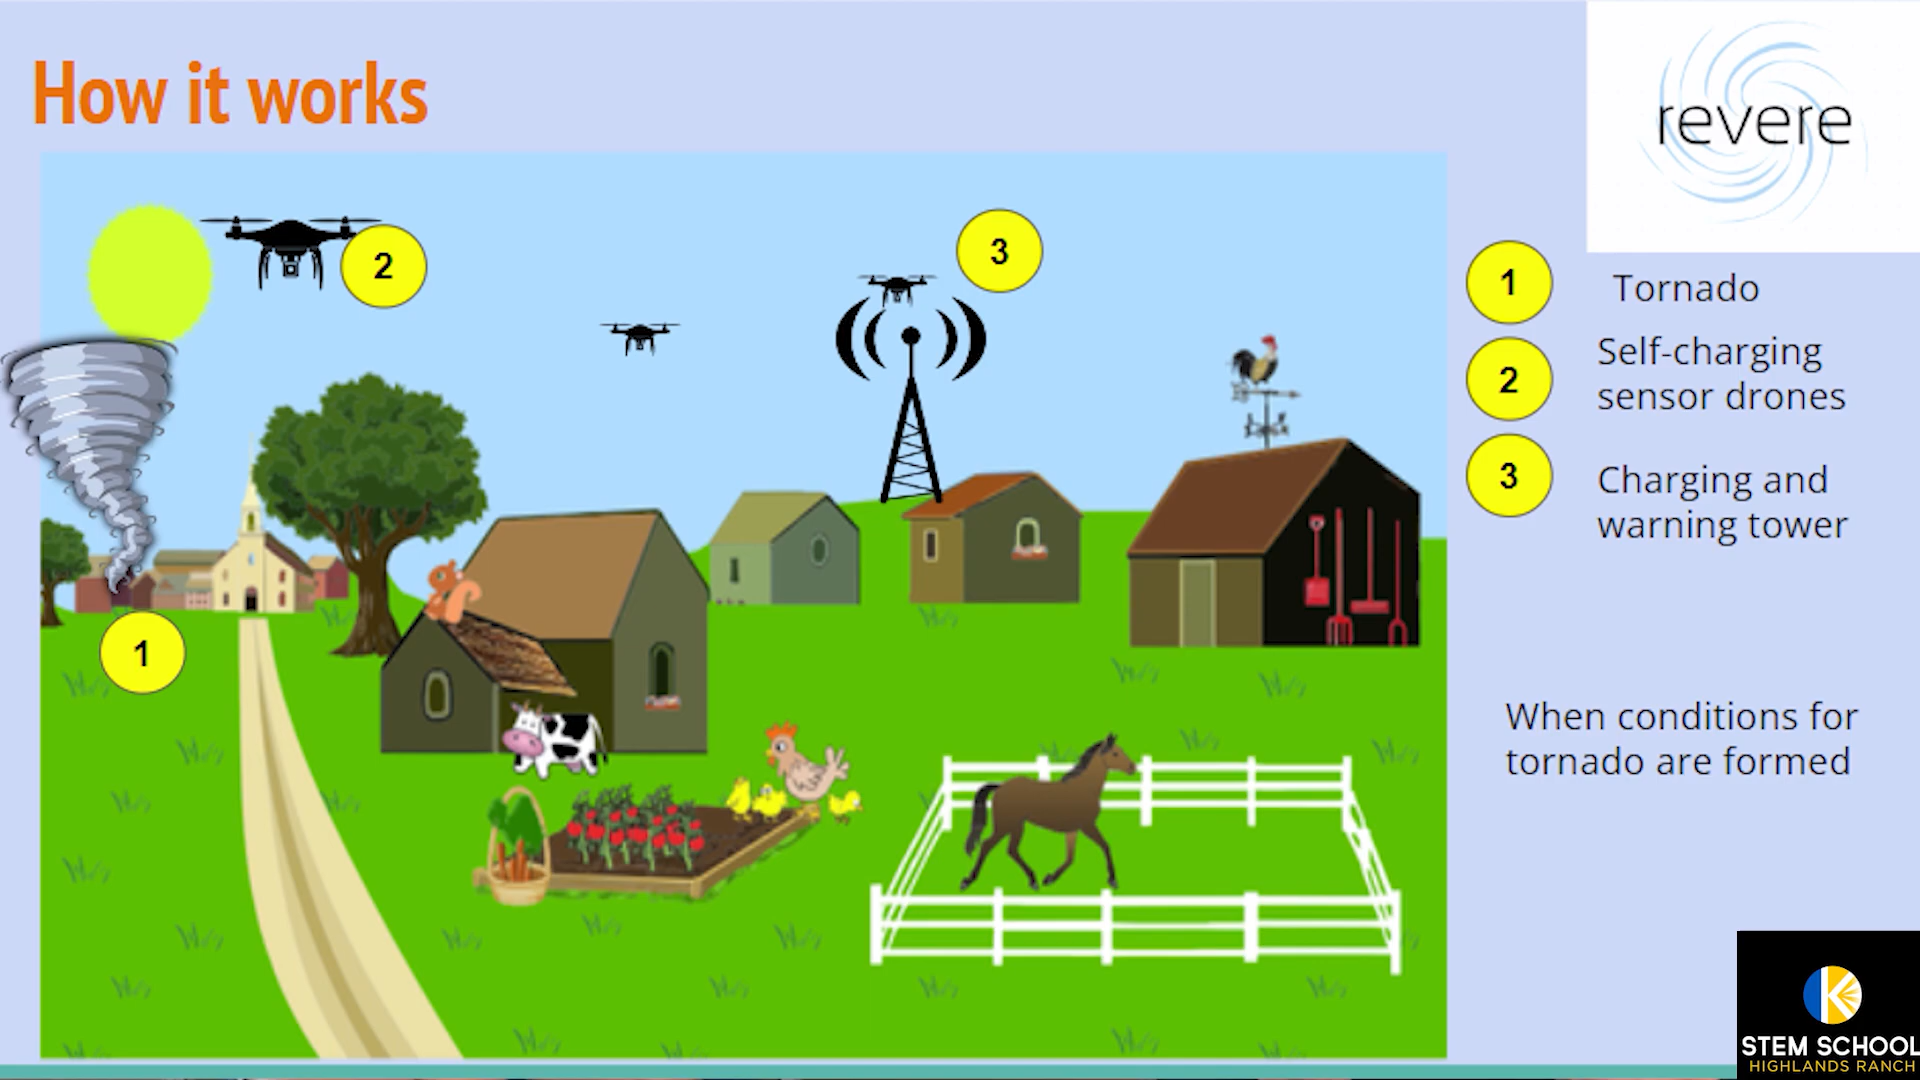 How it works
revere
2
3
1
1
Tornado
2
Self-charging
sensor drones
3
Charging and
warning tower
When conditions for
tornado are formed
STEM SCHOOL
HIGHLANDS RANCH